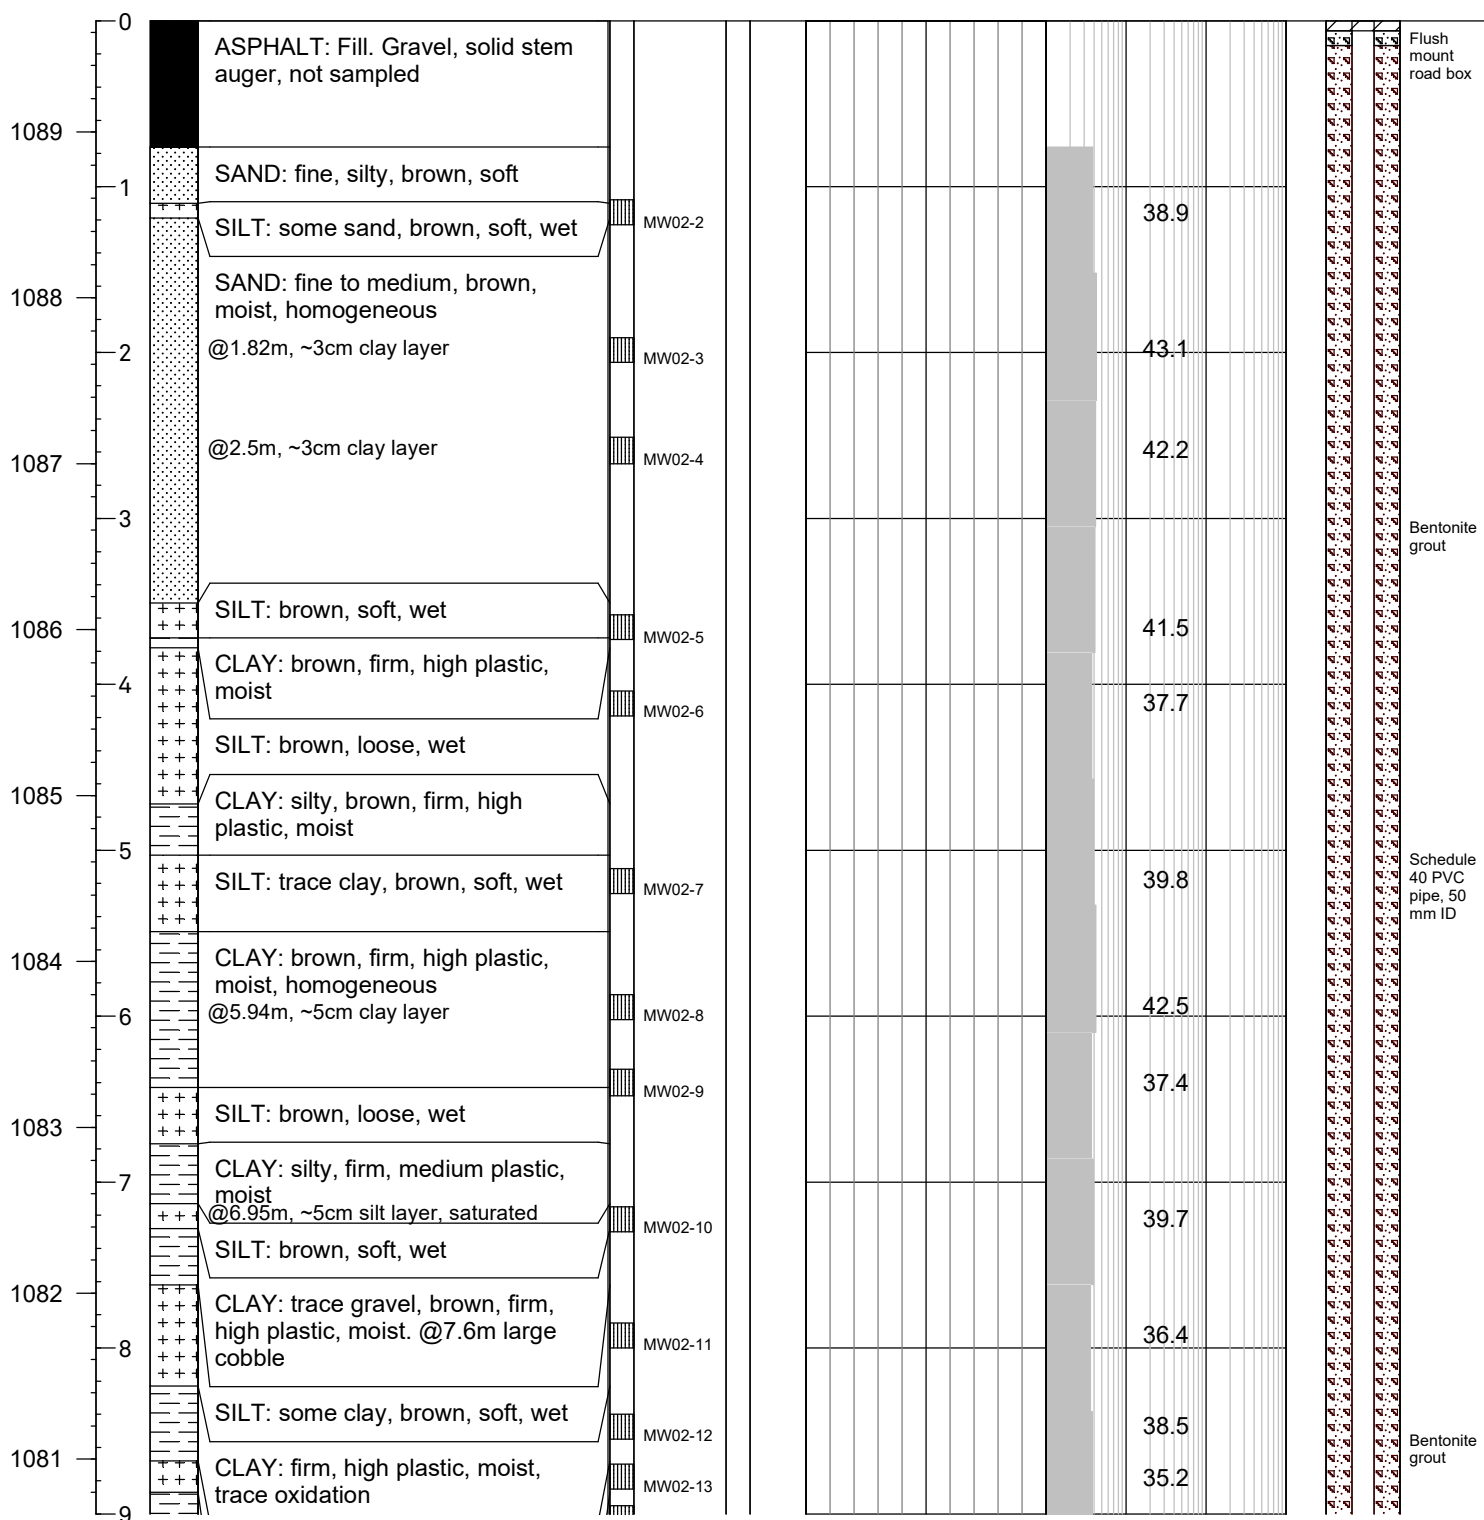 0
ASPHALT: Fill. Gravel, solid stem
auger, not sampled
Flush
mount
road box
1089
SAND: fine, silty, brown, soft
1
SILT: some sand, brown, soft, wet
MW02-2
38.9
SAND: fine to medium, brown,
moist, homogeneous
1088
@1.82m, ~3cm clay layer
2
MW02-3
43.1
@2.5m, ~3cm clay layer
1087
MW02-4
42.2
3
Bentonite
grout
SILT: brown, soft, wet
1086
MW02-5
41.5
CLAY: brown, firm, high plastic,
moist
4
MW02-6
37.7
SILT: brown, loose, wet
1085
CLAY: silty, brown, firm, high
plastic, moist
5
SILT: trace clay, brown, soft, wet
MW02-7
39.8
Schedule
40 PVC
pipe, 50
mm ID
1084
CLAY: brown, firm, high plastic,
moist, homogeneous
@5.94m, ~5cm clay layer
6
MW02-8
42.5
MW02-9
37.4
SILT: brown, loose, wet
1083
CLAY: silty, firm, medium plastic,
moist
7
@6.95m, ~5cm silt layer, saturated
MW02-10
39.7
SILT: brown, soft, wet
1082
CLAY: trace gravel, brown, firm,
high plastic, moist. @7.6m large
cobble
8
MW02-11
36.4
SILT: some clay, brown, soft, wet
MW02-12
38.5
1081
CLAY: firm, high plastic, moist,
trace oxidation
MW02-13
35.2
Bentonite
grout
9